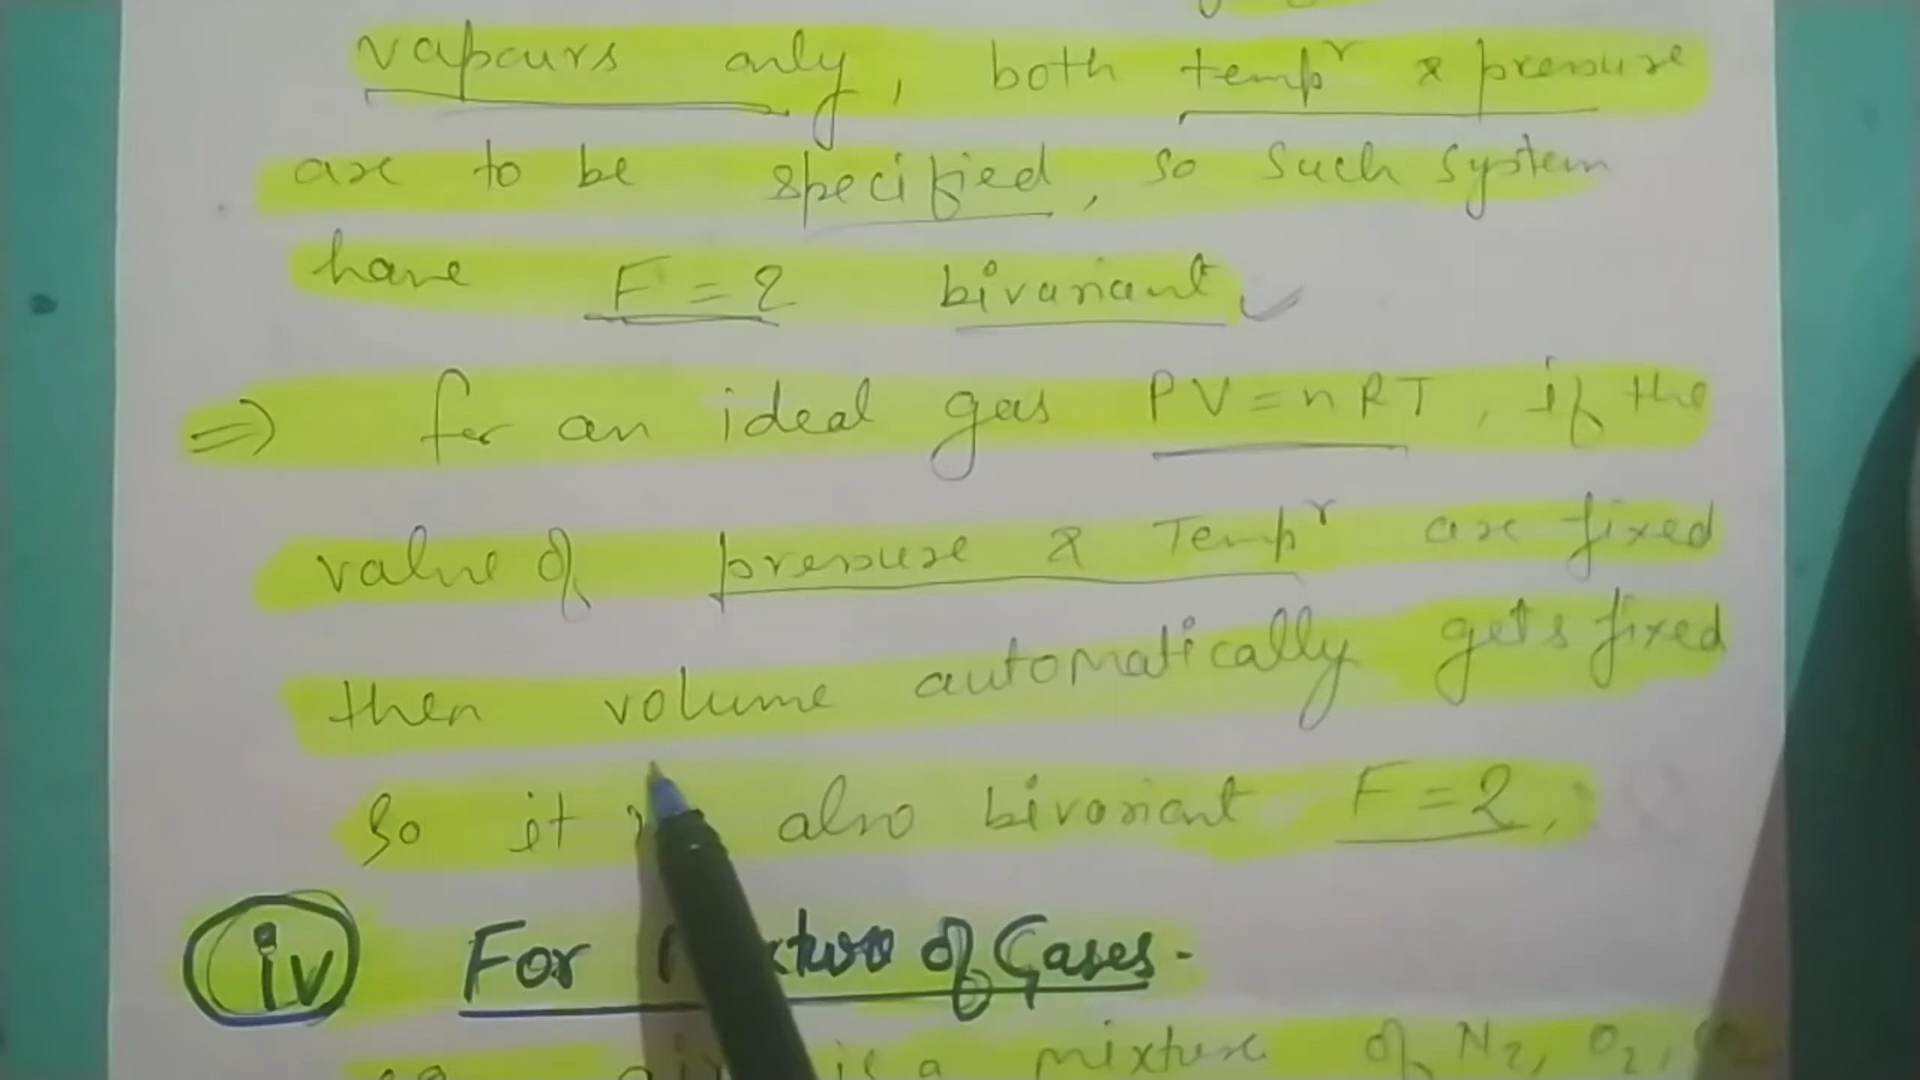 vapours only, both tempr & pressure
are to be specified, so such system
have F = 2 bivariant
⇒ for an ideal gas PV = nRT, if the
value of pressure & Tempr are fixed
then volume automatically gets fixed
So it also bivariant F = 2,
iv For Mixture of Gases.
is a mixture of N2, O2,